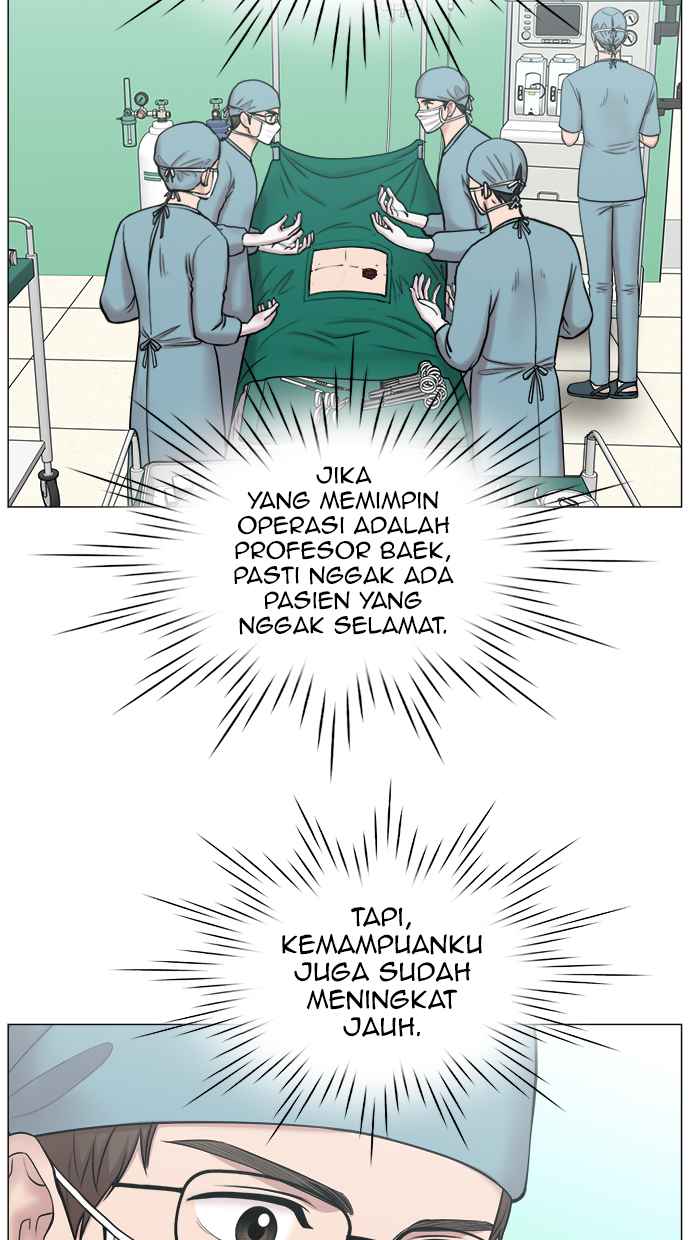 JIKA
YANG MEMIMPIN
OPERASI ADALAH
PROFESOR BAEK,
PASTI NGGAK ADA
PASIEN YANG
NGGAK SELAMAT.
TAPI,
KEMAMPUANKU
JUGA SUDAH
MENINGKAT
JAUH.